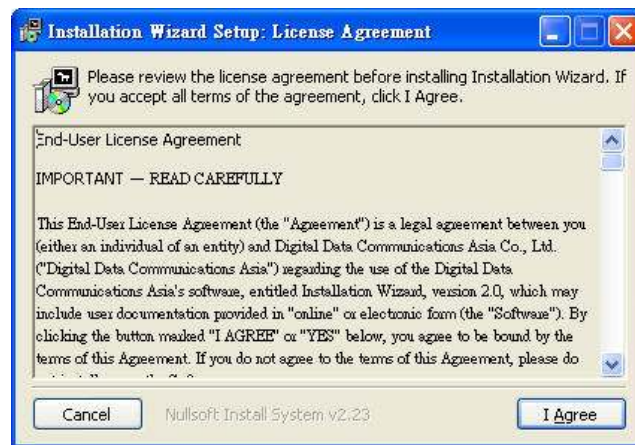 Installation Wizard Setup: License Agreement
Please review the license agreement before installing Installation Wizard. If
you accept all terms of the agreement, click I Agree.
End-User License Agreement
IMPORTANT — READ CAREFULLY
This End-User License Agreement (the "Agreement") is a legal agreement between you
(either an individual of an entity) and Digital Data Communications Asia Co., Ltd.
("Digital Data Communications Asia") regarding the use of the Digital Data
Communications Asia's software, entitled Installation Wizard, version 2.0, which may
include user documentation provided in "online" or electronic form (the "Software"). By
clicking the button marked "I AGREE" or "YES" below, you agree to be bound by the
terms of this Agreement. If you do not agree to the terms of this Agreement, please do
Cancel
Nullsoft Install System v2.23
I Agree